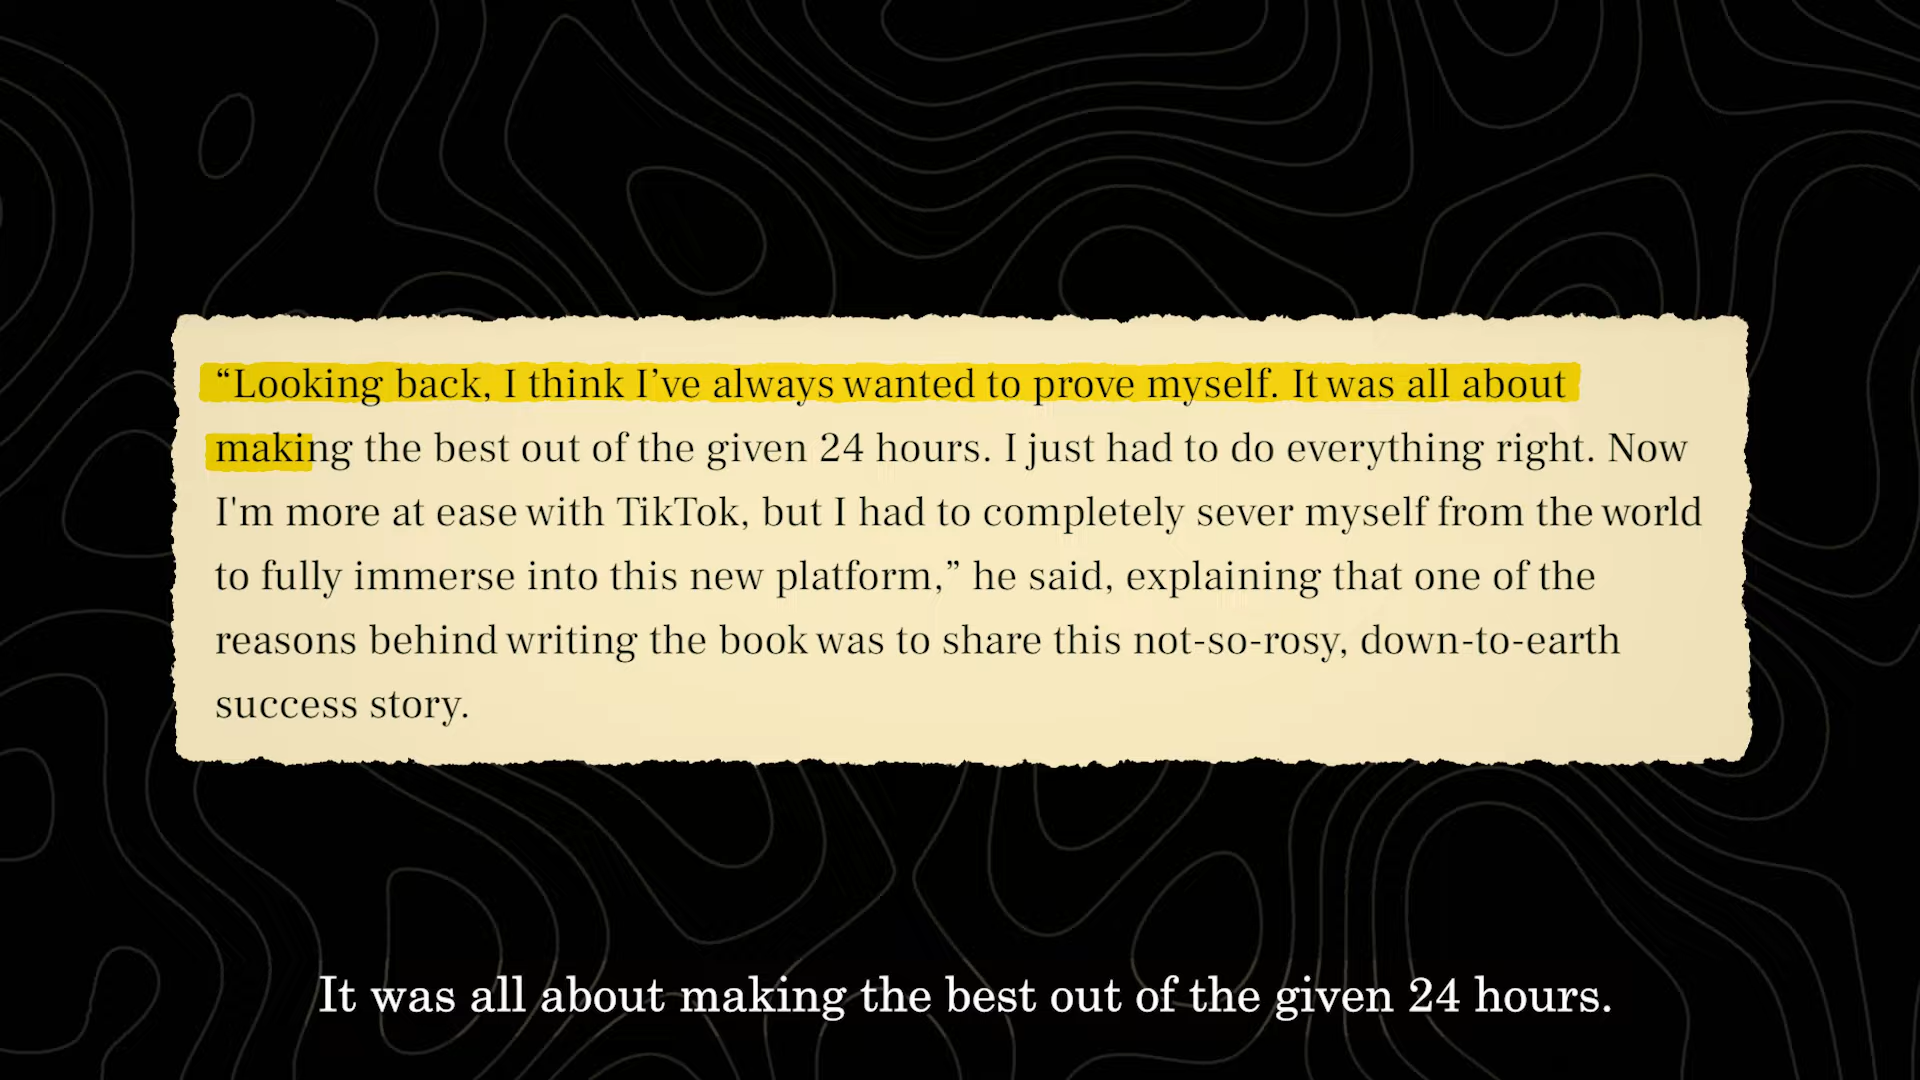 “Looking back, I think I’ve always wanted to prove myself. It was all about
making the best out of the given 24 hours. I just had to do everything right. Now
I'm more at ease with TikTok, but I had to completely sever myself from the world
to fully immerse into this new platform,” he said, explaining that one of the
reasons behind writing the book was to share this not-so-rosy, down-to-earth
success story.
It was all about making the best out of the given 24 hours.